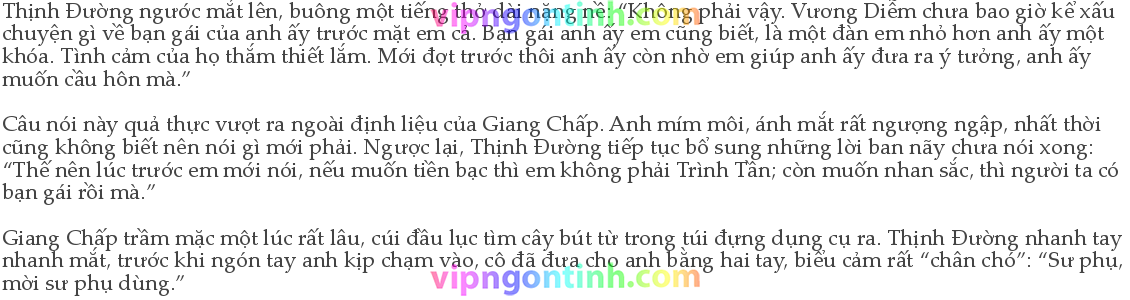 Thịnh Đường ngước mắt lên, buông một tiếng thở dài nặng nề: “Không phải vậy. Vương Diễm chưa bao giờ kể xấu
vipngontinh.com
chuyện gì về bạn gái của anh ấy trước mặt em cả. Bạn gái anh ấy em cũng biết, là một đàn em nhỏ hơn anh ấy một
khóa. Tình cảm của họ thắm thiết lắm. Mới đợt trước thôi anh ấy còn nhờ em giúp anh ấy đưa ra ý tưởng, anh ấy
muốn cầu hôn mà.”
Câu nói này quả thực vượt ra ngoài định liệu của Giang Chấp. Anh mím môi, ánh mắt rất ngượng ngập, nhất thời
cũng không biết nên nói gì mới phải. Ngược lại, Thịnh Đường tiếp tục bổ sung những lời ban nãy chưa nói xong:
“Thế nên lúc trước em mới nói, nếu muốn tiền bạc thì em không phải Trình Tần; còn muốn nhan sắc, thì người ta có
bạn gái rồi mà.”
Giang Chấp trầm mặc một lúc rất lâu, cúi đầu lục tìm cây bút từ trong túi đựng dụng cụ ra. Thịnh Đường nhanh tay
nhanh mắt, trước khi ngón tay anh kịp chạm vào, cô đã đưa cho anh bằng hai tay, biểu cảm rất “chân chó”: “Sư phụ,
vipngontinh.com
mời sư phụ dùng.”